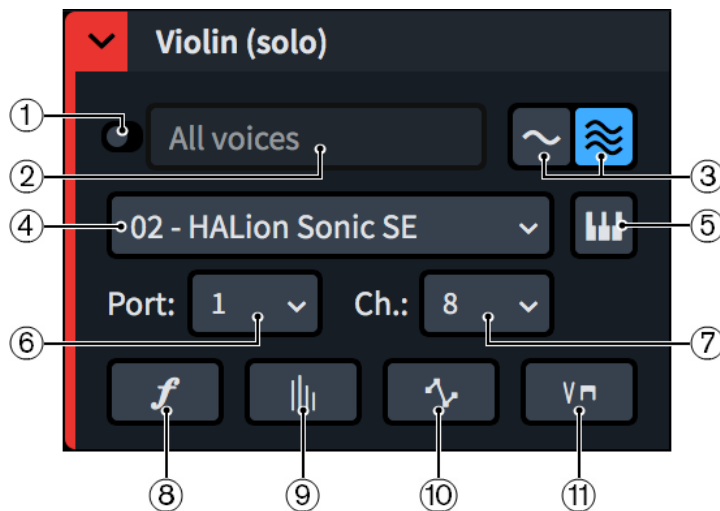 Violin (solo)
①
All voices
②
③
④
02 - HALion Sonic SE
⑤
Port: 1 Ch.: 8
⑥
⑦
f
V
⑧ ⑨ ⑩ ⑪